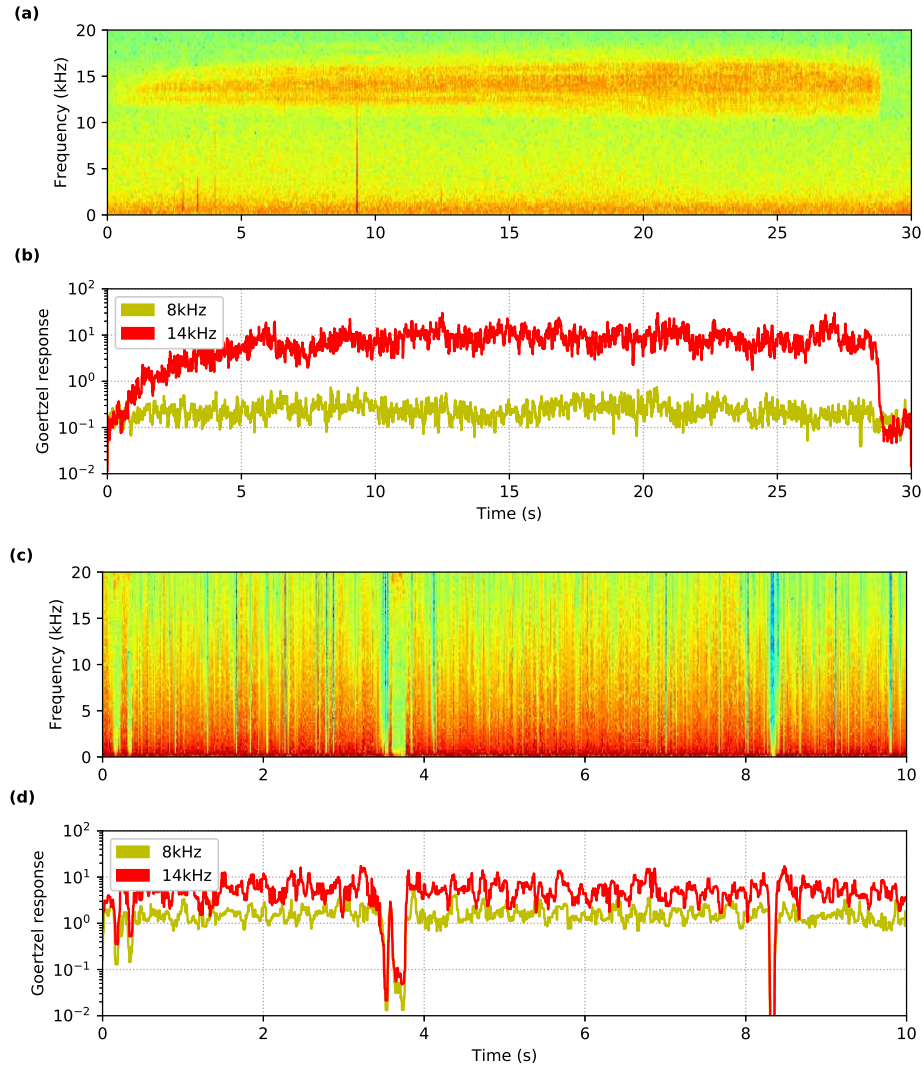 (a)
20
15
10
5
0
Frequency (kHz)
0 5 10 15 20 25 30
(b)
10²
10¹
10⁰
10⁻¹
10⁻²
Goertzel response
8kHz
14kHz
0 5 10 15 20 25 30
Time (s)
(c)
20
15
10
5
0
Frequency (kHz)
0 2 4 6 8 10
(d)
10²
10¹
10⁰
10⁻¹
10⁻²
Goertzel response
8kHz
14kHz
0 2 4 6 8 10
Time (s)